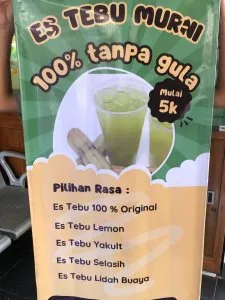 ES TEBU MURNI
100% tanpa gula
Mulai
5k
Pilihan Rasa :
Es Tebu 100 % Original
Es Tebu Lemon
Es Tebu Yakult
Es Tebu Selasih
Es Tebu Lidah Buaya